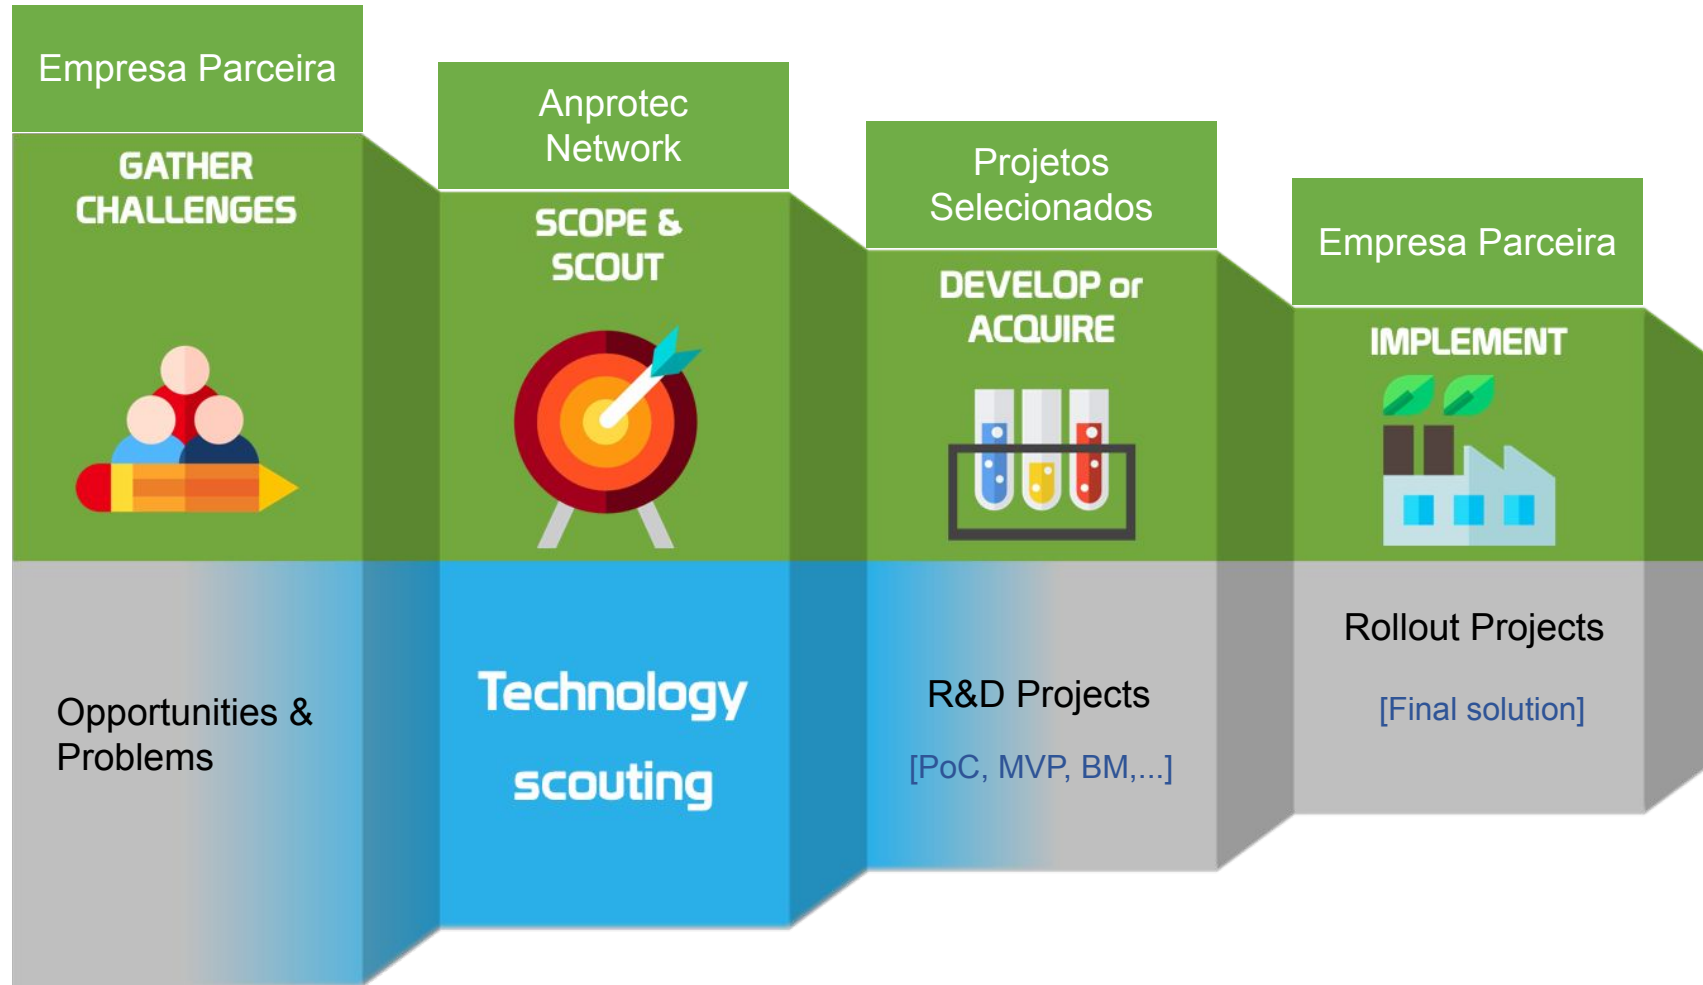 Empresa Parceira
GATHER
CHALLENGES
Opportunities &
Problems
Anprotec
Network
SCOPE &
SCOUT
Technology
scouting
Projetos
Selecionados
DEVELOP or
ACQUIRE
R&D Projects
[PoC, MVP, BM,...]
Empresa Parceira
IMPLEMENT
Rollout Projects
[Final solution]